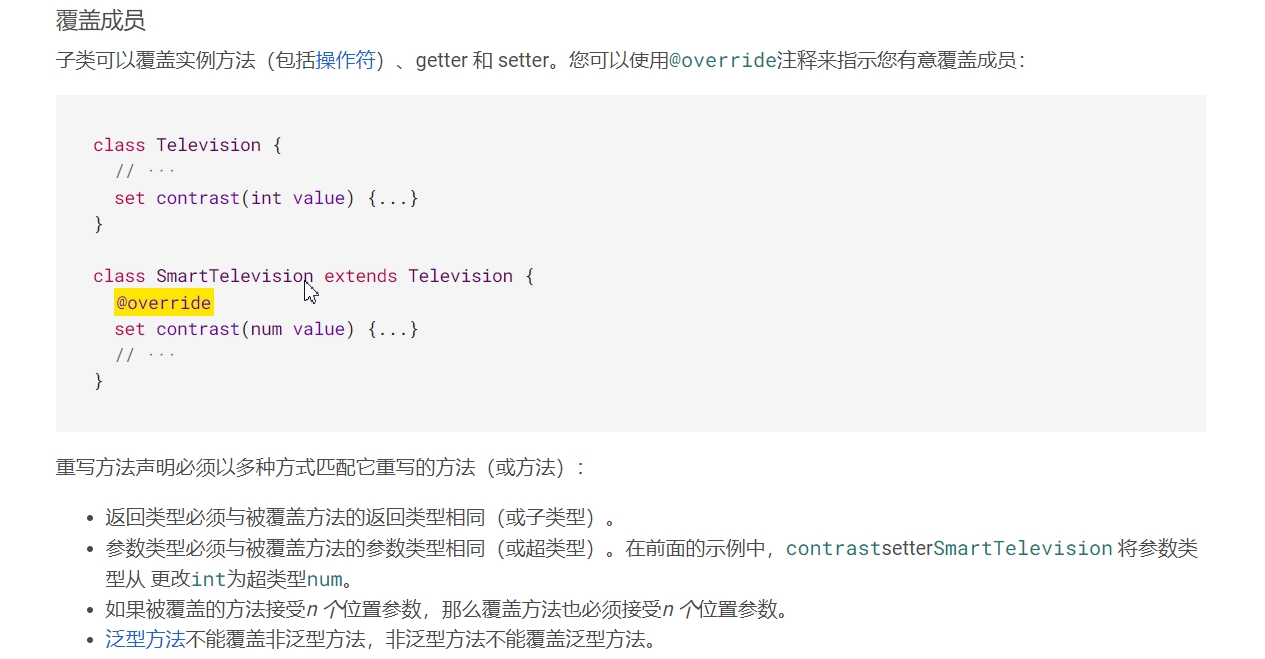 覆盖成员
子类可以覆盖实例方法（包括操作符）、getter 和 setter。您可以使用@override注释来指示您有意覆盖成员：
class Television {
// ···
set contrast(int value) {...}
}
class SmartTelevision extends Television {
@override
set contrast(num value) {...}
// ···
}
重写方法声明必须以多种方式匹配它重写的方法（或方法）：
• 返回类型必须与被覆盖方法的返回类型相同（或子类型）。
• 参数类型必须与被覆盖方法的参数类型相同（或超类型）。在前面的示例中，contrastsetterSmartTelevision 将参数类
型从 更改int为超类型num。
• 如果被覆盖的方法接受n 个位置参数，那么覆盖方法也必须接受n 个位置参数。
• 泛型方法不能覆盖非泛型方法，非泛型方法不能覆盖泛型方法。